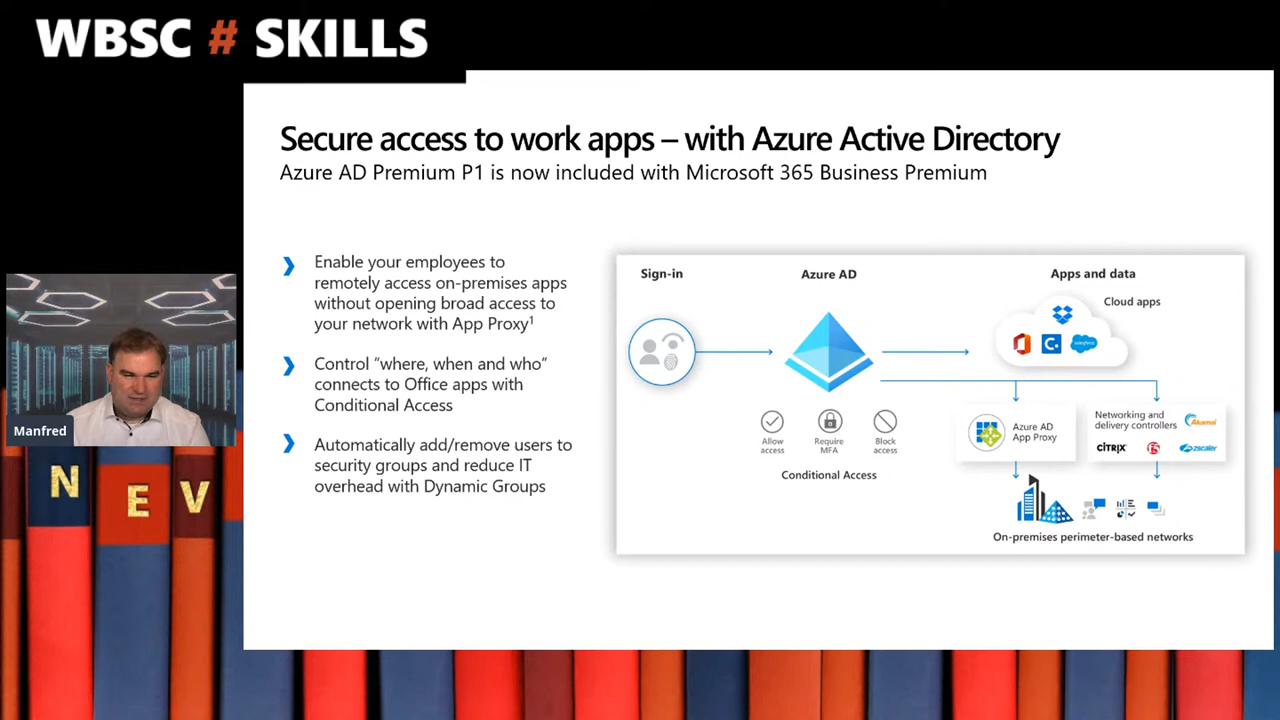 WBSC # SKILLS
Secure access to work apps – with Azure Active Directory
Azure AD Premium P1 is now included with Microsoft 365 Business Premium
Enable your employees to
remotely access on-premises apps
without opening broad access to
your network with App Proxy¹
Control "where, when and who"
connects to Office apps with
Conditional Access
Automatically add/remove users to
security groups and reduce IT
overhead with Dynamic Groups
Sign-in
Azure AD
Apps and data
Cloud apps
salesforce
Allow
access
Require
MFA
Block
access
Conditional Access
Azure AD
App Proxy
Networking and
delivery controllers
Akamai
CITRIX
f5
zscaler
On-premises perimeter-based networks
Manfred
N E V